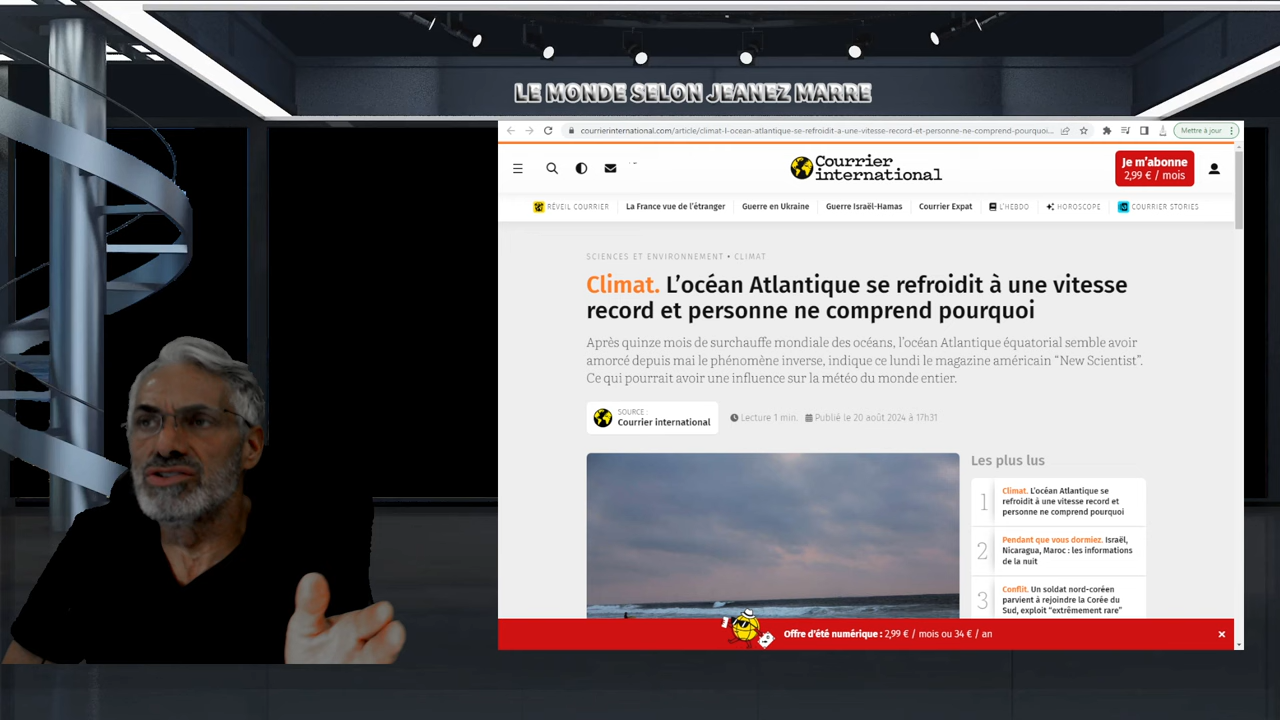 LE MONDE SELON JEANEZ MARRE
courrierinternational.com/article/climat-l-ocean-atlantique-se-refroidit-a-une-vitesse-record-et-personne-ne-comprend-pourquoi...
Mettre à jour
Courrier
international
Je m'abonne
2,99 € / mois
RÉVEIL COURRIER
La France vue de l'étranger
Guerre en Ukraine
Guerre Israël-Hamas
Courrier Expat
L'HEBDO
HOROSCOPE
COURRIER STORIES
SCIENCES ET ENVIRONNEMENT • CLIMAT
Climat. L'océan Atlantique se refroidit à une vitesse
record et personne ne comprend pourquoi
Après quinze mois de surchauffe mondiale des océans, l'océan Atlantique équatorial semble avoir
amorcé depuis mai le phénomène inverse, indique ce lundi le magazine américain “New Scientist”.
Ce qui pourrait avoir une influence sur la météo du monde entier.
SOURCE :
Courrier international
Lecture 1 min.
Publié le 20 août 2024 à 17h31
Les plus lus
1
Climat. L'océan Atlantique se
refroidit à une vitesse record et
personne ne comprend pourquoi
2
Pendant que vous dormiez. Israël,
Nicaragua, Maroc : les informations
de la nuit
3
Conflit. Un soldat nord-coréen
parvient à rejoindre la Corée du
Sud, exploit “extrêmement rare”
Offre d'été numérique : 2,99 € / mois ou 34 € / an